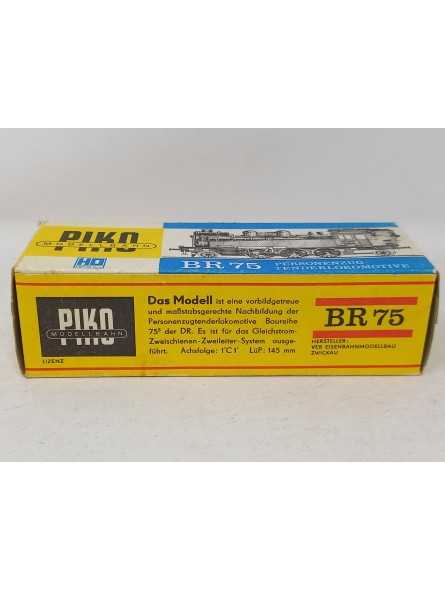 PIKO
MODELLBAHN
HO
BR 75
PERSONENZUG
TENDERLOKOMOTIVE
PIKO
MODELLBAHN
LIZENZ
Das Modell ist eine vorbildgetreue
und maßstabsgerechte Nachbildung der
Personenzugtenderlokomotive Baureihe
75⁵ der DR. Es ist für das Gleichstrom-
Zweischienen-Zweileiter-System ausge-
führt. Achsfolge: 1'C1' LüP: 145 mm
BR 75
HERSTELLER:
VEB EISENBAHNMODELLBAU
ZWICKAU